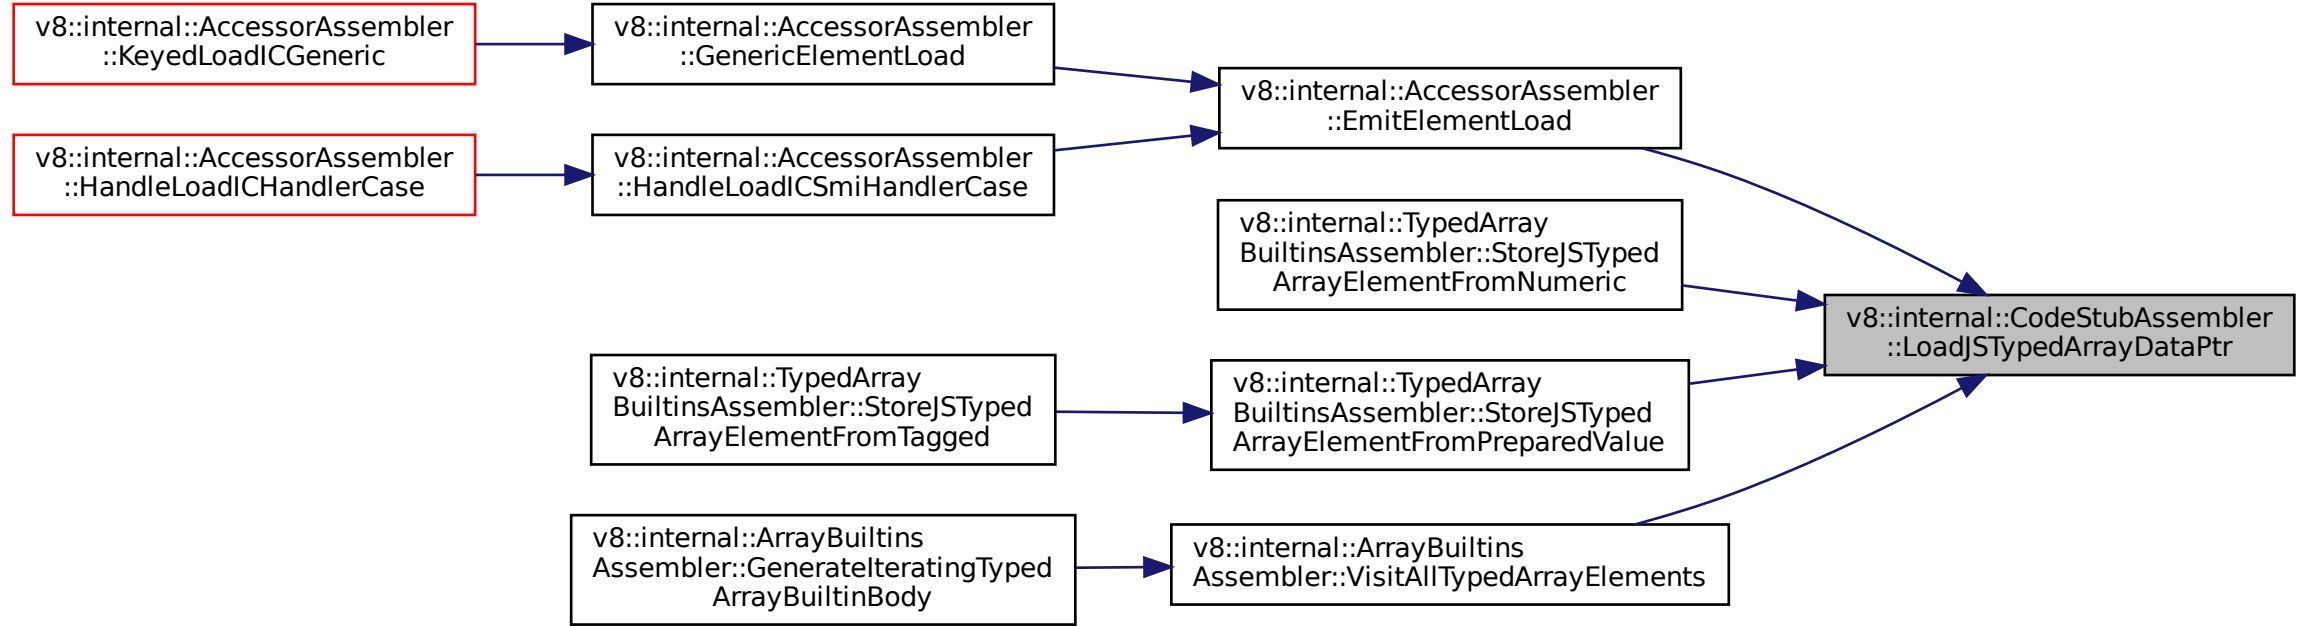 v8::internal::AccessorAssembler
::KeyedLoadICGeneric
v8::internal::AccessorAssembler
::GenericElementLoad
v8::internal::AccessorAssembler
::EmitElementLoad
v8::internal::AccessorAssembler
::HandleLoadICHandlerCase
v8::internal::AccessorAssembler
::HandleLoadICSmiHandlerCase
v8::internal::TypedArray
BuiltinsAssembler::StoreJSTyped
ArrayElementFromNumeric
v8::internal::CodeStubAssembler
::LoadJSTypedArrayDataPtr
v8::internal::TypedArray
BuiltinsAssembler::StoreJSTyped
ArrayElementFromTagged
v8::internal::TypedArray
BuiltinsAssembler::StoreJSTyped
ArrayElementFromPreparedValue
v8::internal::ArrayBuiltins
Assembler::GenerateIteratingTyped
ArrayBuiltinBody
v8::internal::ArrayBuiltins
Assembler::VisitAllTypedArrayElements